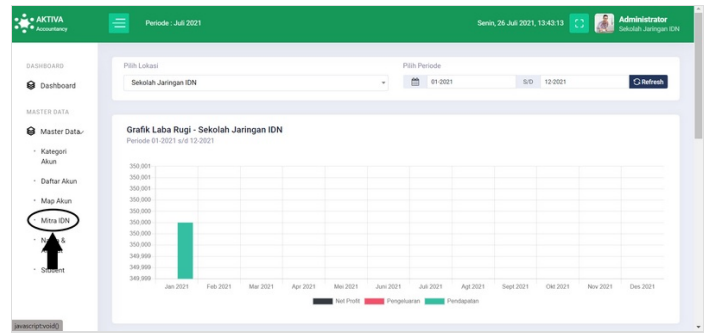 AKTIVA
Accountancy
Periode : Juli 2021
Senin, 26 Juli 2021, 13:43:13
Administrator
Sekolah Jaringan IDN
DASHBOARD
Dashboard
MASTER DATA
Master Data
Kategori
Akun
Daftar Akun
Map Akun
Mitra IDN
&
Student
Pilih Lokasi
Sekolah Jaringan IDN
Pilih Periode
01-2021
S/D
12-2021
Refresh
Grafik Laba Rugi - Sekolah Jaringan IDN
Periode 01-2021 s/d 12-2021
350,001
350,001
350,001
350,000
350,000
350,000
350,000
350,000
349,999
349,999
349,999
Jan 2021
Feb 2021
Mar 2021
Apr 2021
Mei 2021
Juni 2021
Juli 2021
Agt 2021
Sept 2021
Okt 2021
Nov 2021
Des 2021
Net Profit
Pengeluaran
Pendapatan
javascript:void()